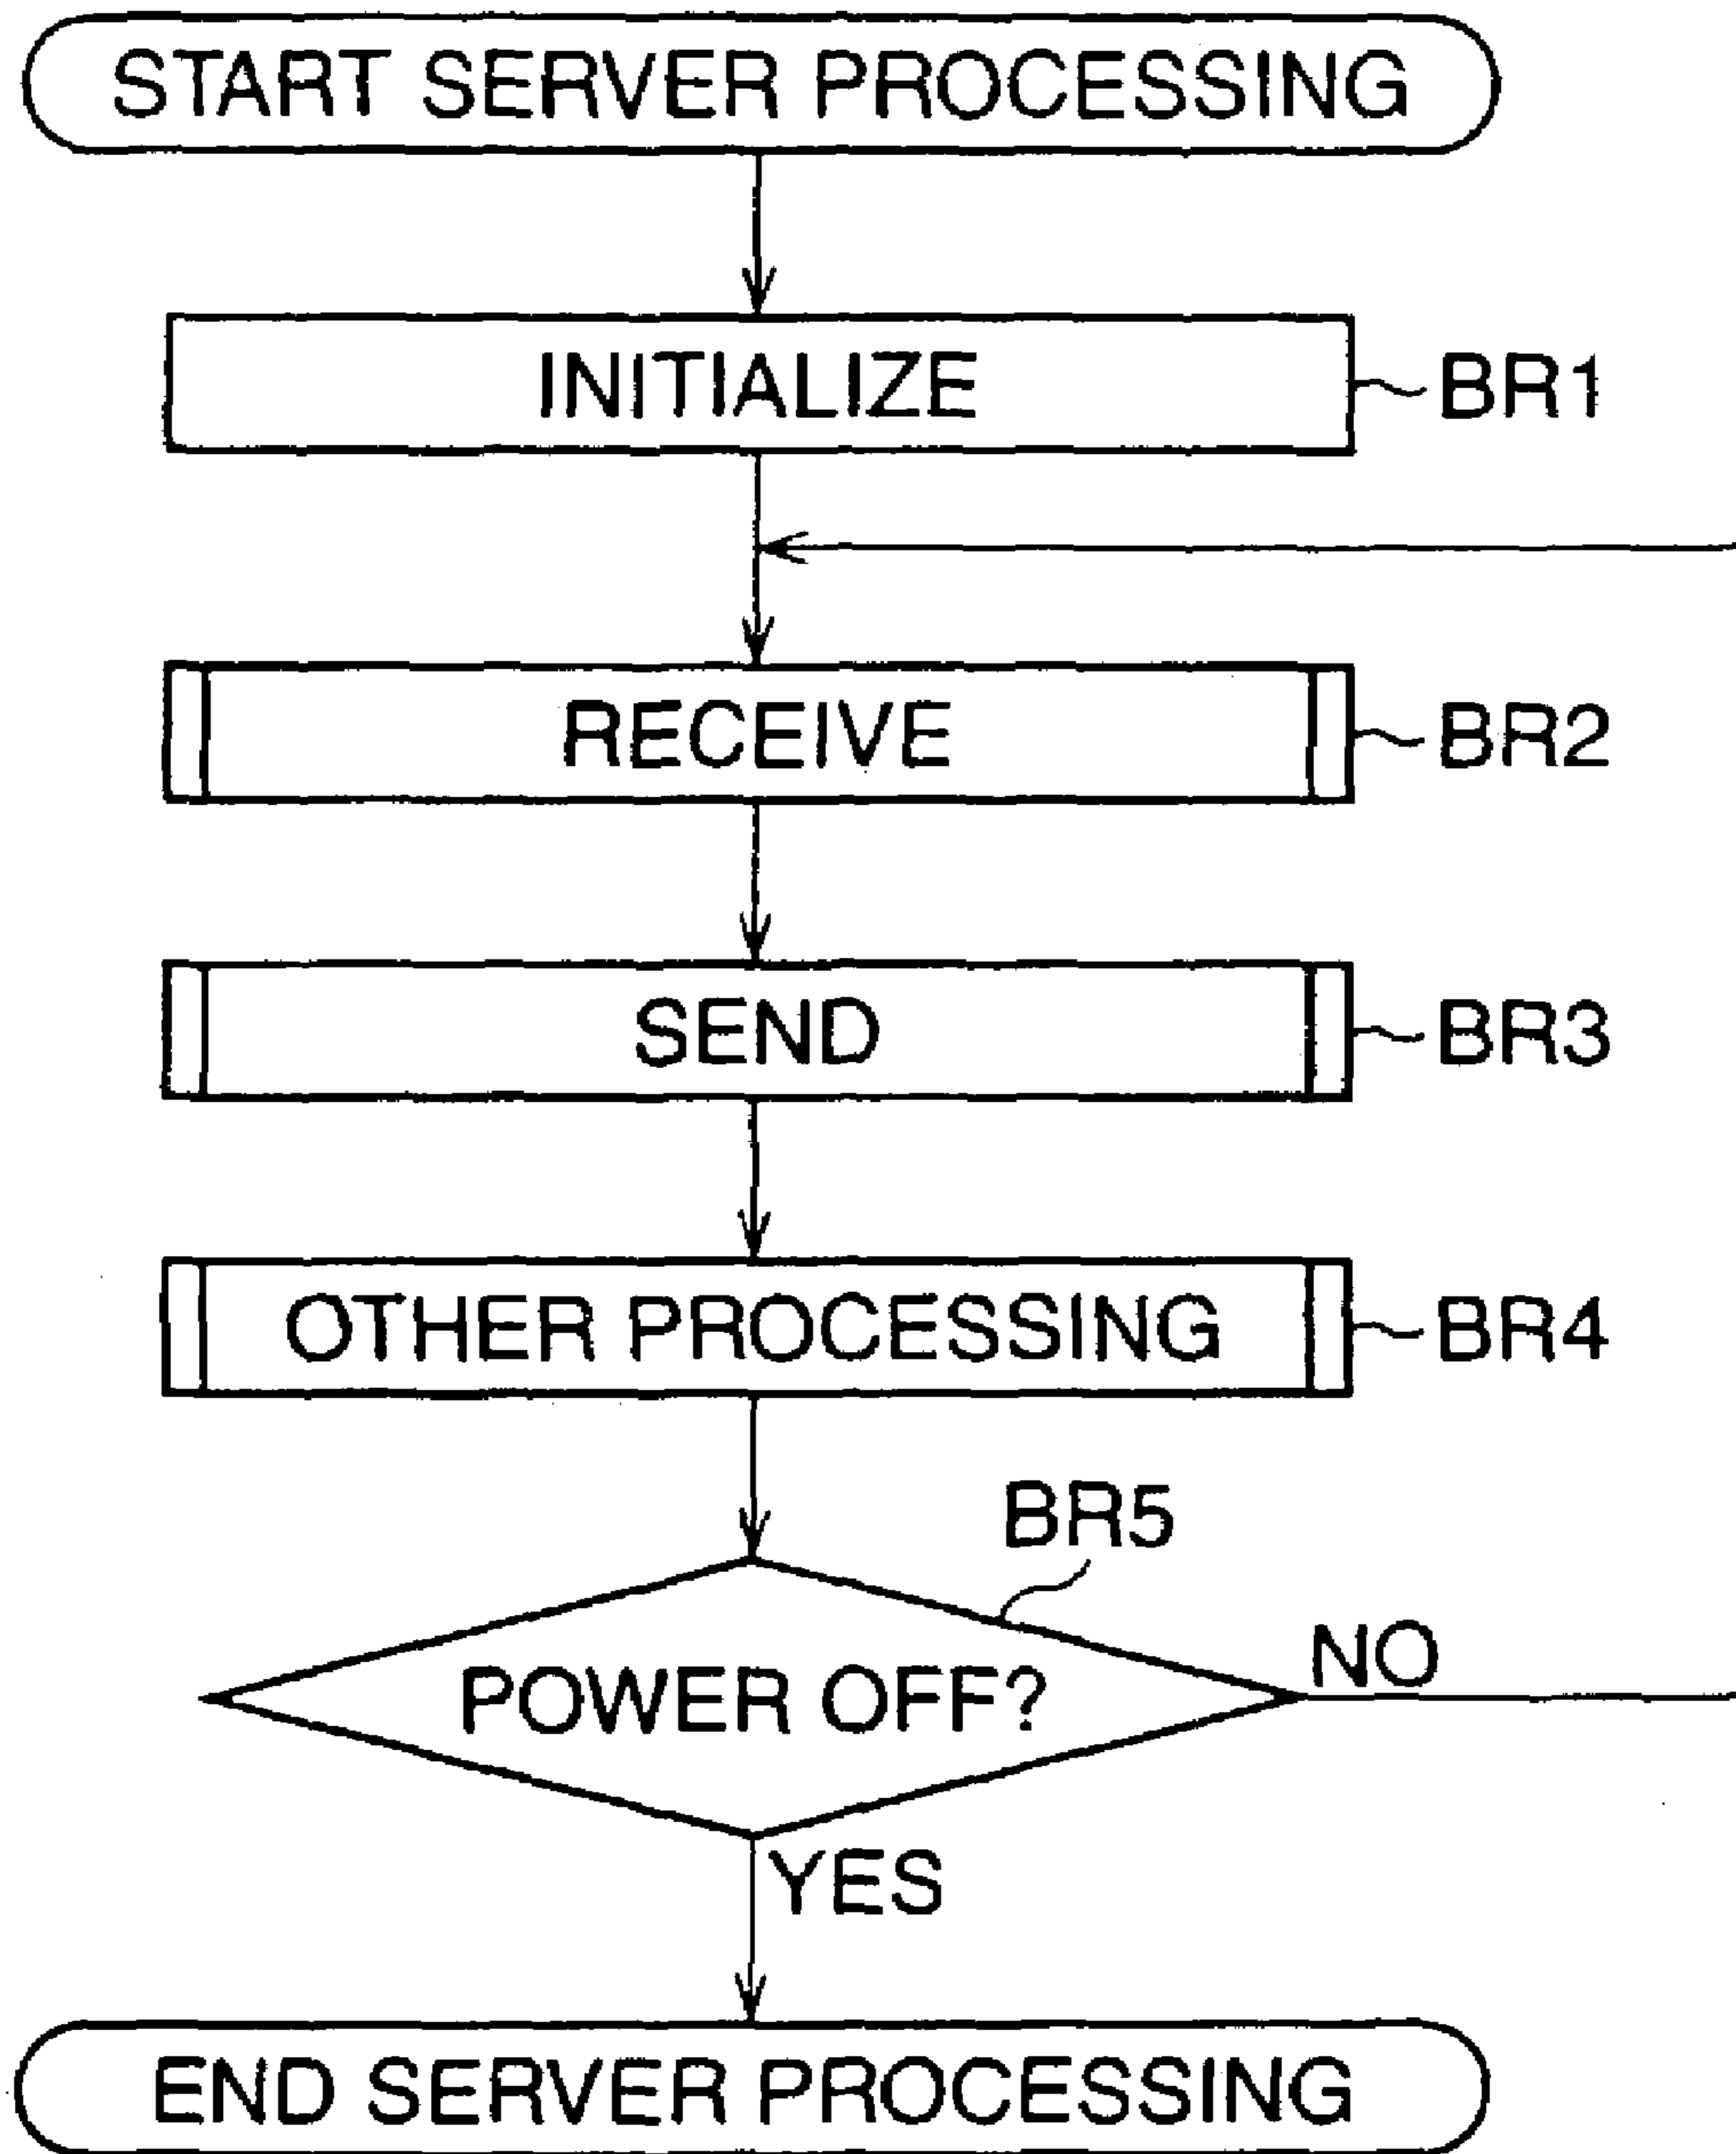 START SERVER PROCESSING
INITIALIZE
BR1
RECEIVE
BR2
SEND
BR3
OTHER PROCESSING
BR4
BR5
POWER OFF?
NO
YES
END SERVER PROCESSING